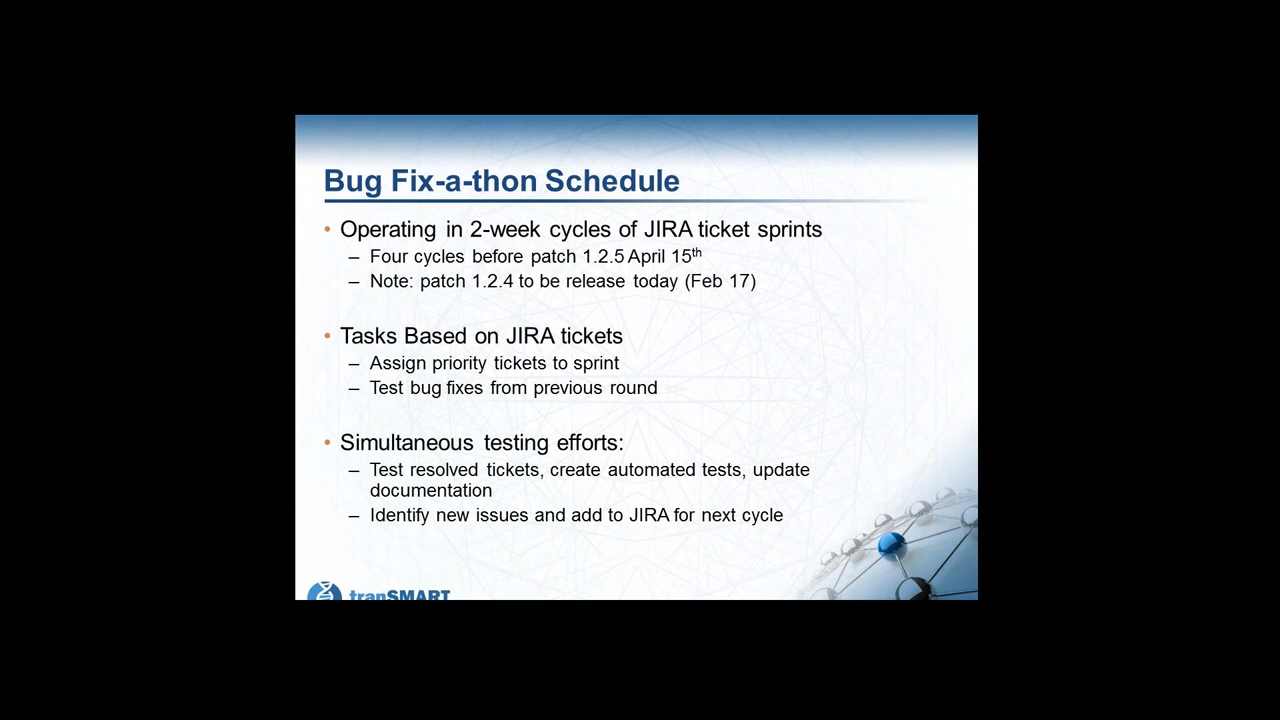 Bug Fix-a-thon Schedule
• Operating in 2-week cycles of JIRA ticket sprints
– Four cycles before patch 1.2.5 April 15th
– Note: patch 1.2.4 to be release today (Feb 17)
• Tasks Based on JIRA tickets
– Assign priority tickets to sprint
– Test bug fixes from previous round
• Simultaneous testing efforts:
– Test resolved tickets, create automated tests, update
documentation
– Identify new issues and add to JIRA for next cycle
tranSMART